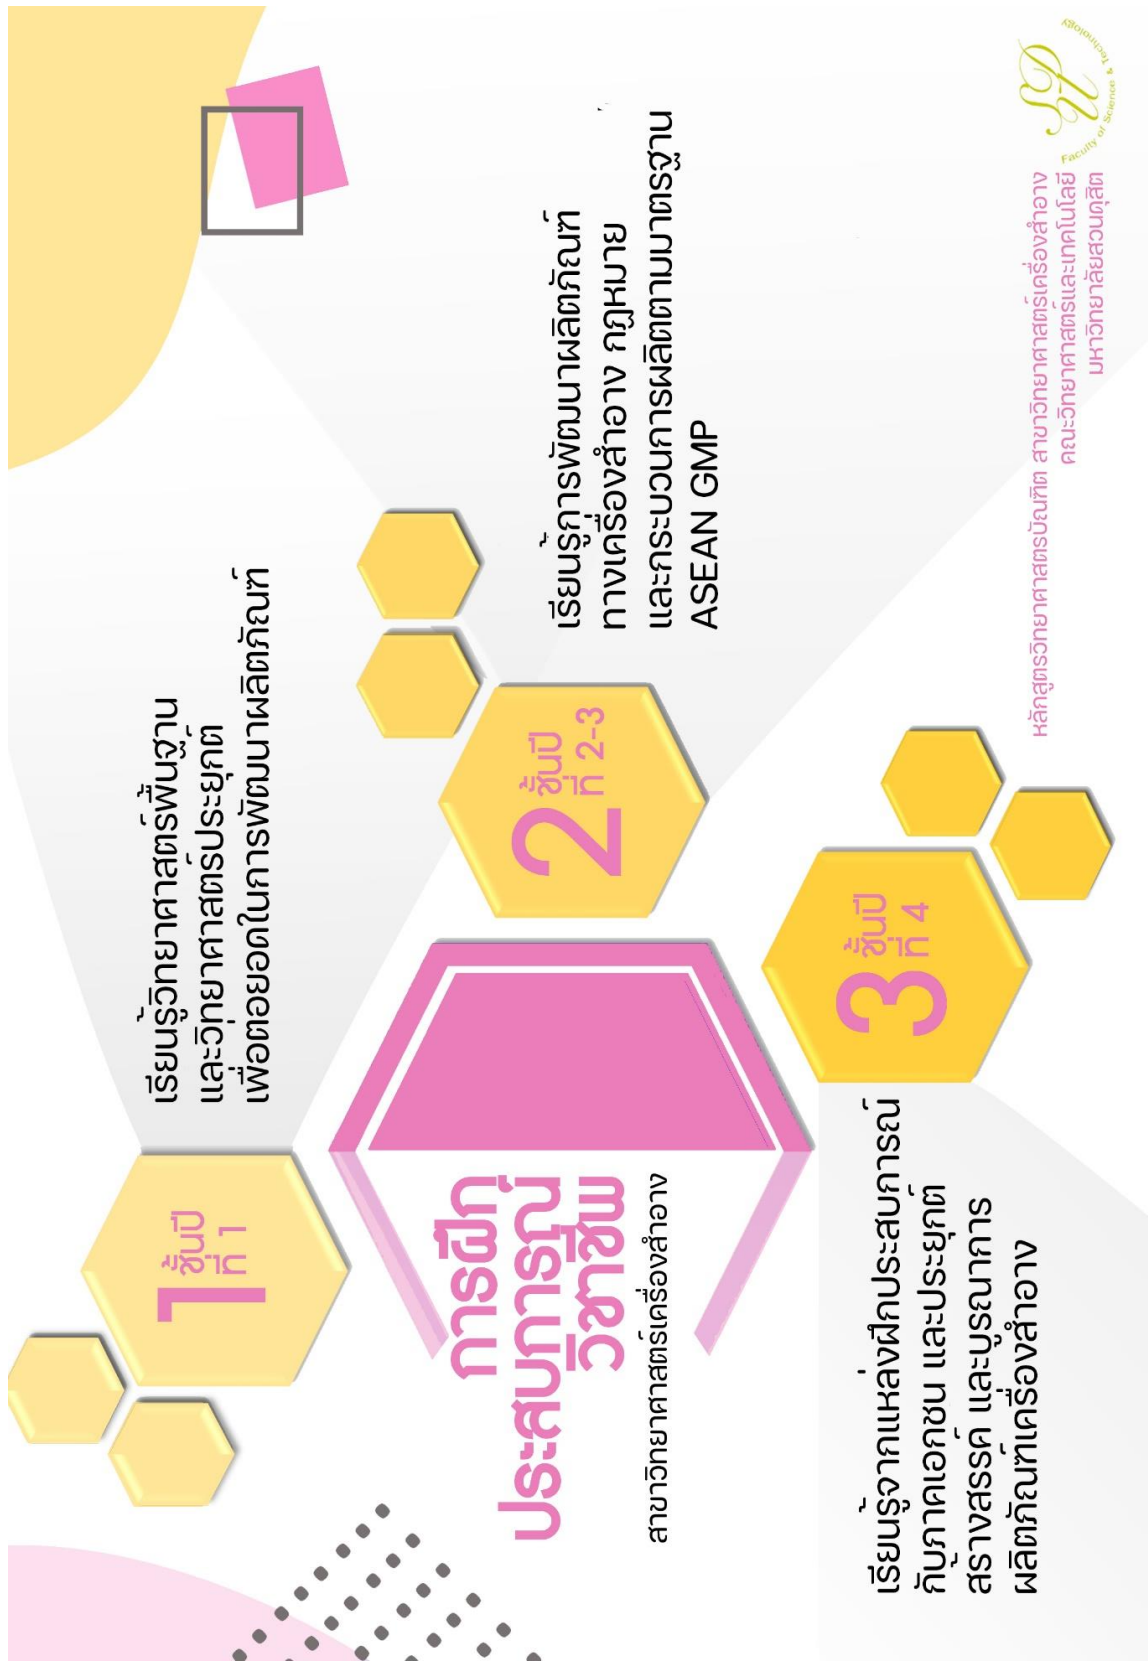 การฝึก
ประสบการณ์
วิชาชีพ
สาขาวิทยาศาสตร์เครื่องสำอาง
1 ชั้นปี
ที่ 1
เรียนรู้วิทยาศาสตร์พื้นฐาน
และวิทยาศาสตร์ประยุกต์
เพื่อต่อยอดในการพัฒนาผลิตภัณฑ์
2 ชั้นปี
ที่ 2-3
เรียนรู้การพัฒนาผลิตภัณฑ์
ทางเครื่องสำอาง กฎหมาย
และกระบวนการผลิตตามมาตรฐาน
ASEAN GMP
3 ชั้นปี
ที่ 4
เรียนรู้จากแหล่งฝึกประสบการณ์
กับภาคเอกชน และประยุกต์
สร้างสรรค์ และบูรณาการ
ผลิตภัณฑ์เครื่องสำอาง
Faculty of Science & Technology
หลักสูตรวิทยาศาสตรบัณฑิต สาขาวิทยาศาสตร์เครื่องสำอาง
คณะวิทยาศาสตร์และเทคโนโลยี
มหาวิทยาลัยสวนดุสิต